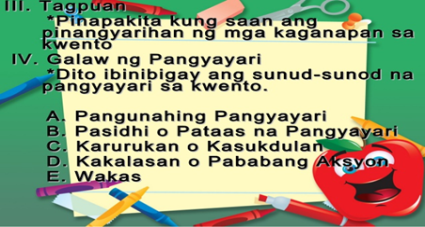 III. Tagpuan
*Pinapakita kung saan ang
pinangyarihan ng mga kaganapan sa
kwento
IV. Galaw ng Pangyayari
*Dito ibinibigay ang sunud-sunod na
pangyayari sa kwento.
A. Pangunahing Pangyayari
B. Pasidhi o Pataas na Pangyayari
C. Karurukan o Kasukdulan
D. Kakalasan o Pababang Aksyon
E. Wakas